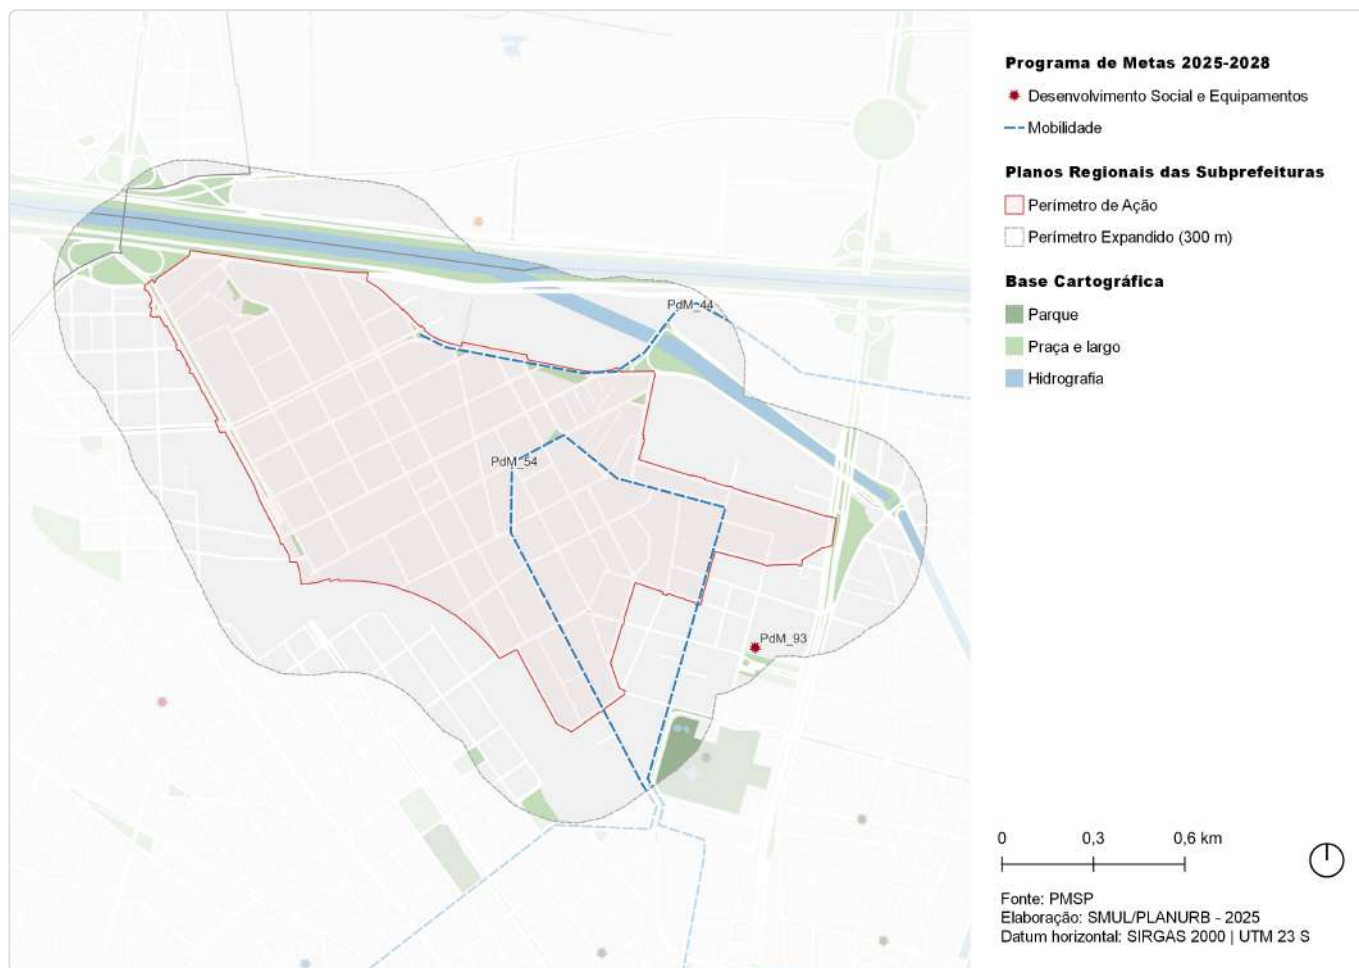 Programa de Metas 2025-2028
Desenvolvimento Social e Equipamentos
Mobilidade
Planos Regionais das Subprefeituras
Perímetro de Ação
Perímetro Expandido (300 m)
Base Cartográfica
Parque
Praça e largo
Hidrografia
PdM_44
PdM_54
PdM_93
0 0,3 0,6 km
Fonte: PMSP
Elaboração: SMUL/PLANURB - 2025
Datum horizontal: SIRGAS 2000 | UTM 23 S